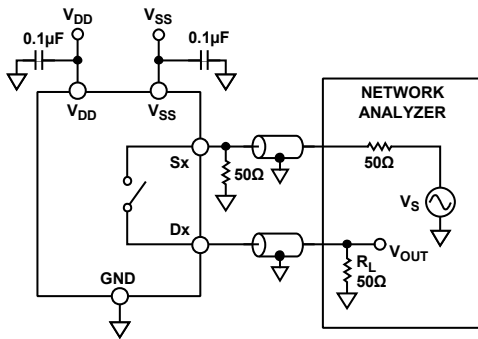 VDD
VSS
0.1µF
0.1µF
VDD
VSS
NETWORK
ANALYZER
Sx
50Ω
50Ω
VS
Dx
VOUT
RL
50Ω
GND